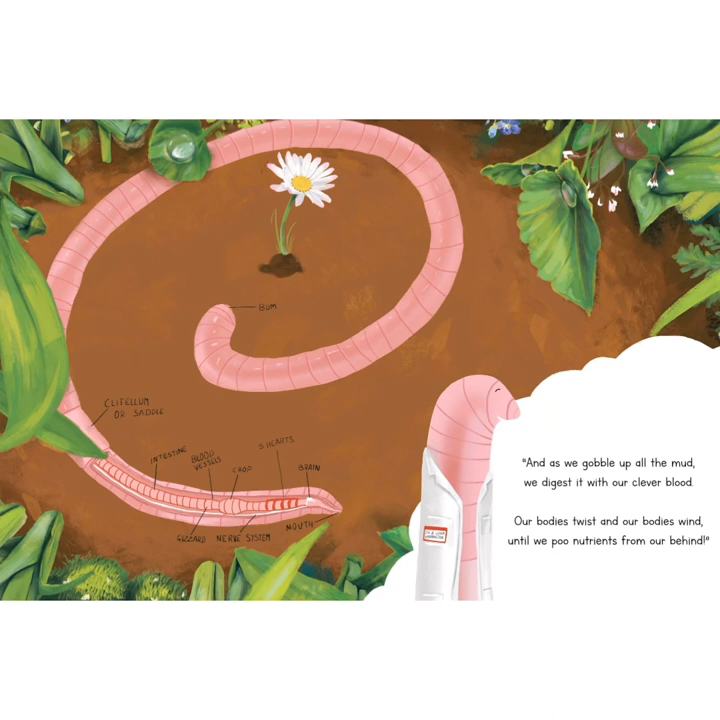 BUM
CLITELLUM
OR SADDLE
INTESTINE
BLOOD
VESSELS
CROP
5 HEARTS
BRAIN
GIZZARD
NERVE SYSTEM
MOUTH
"And as we gobble up all the mud,
we digest it with our clever blood.
Our bodies twist and our bodies wind,
until we poo nutrients from our behind!"